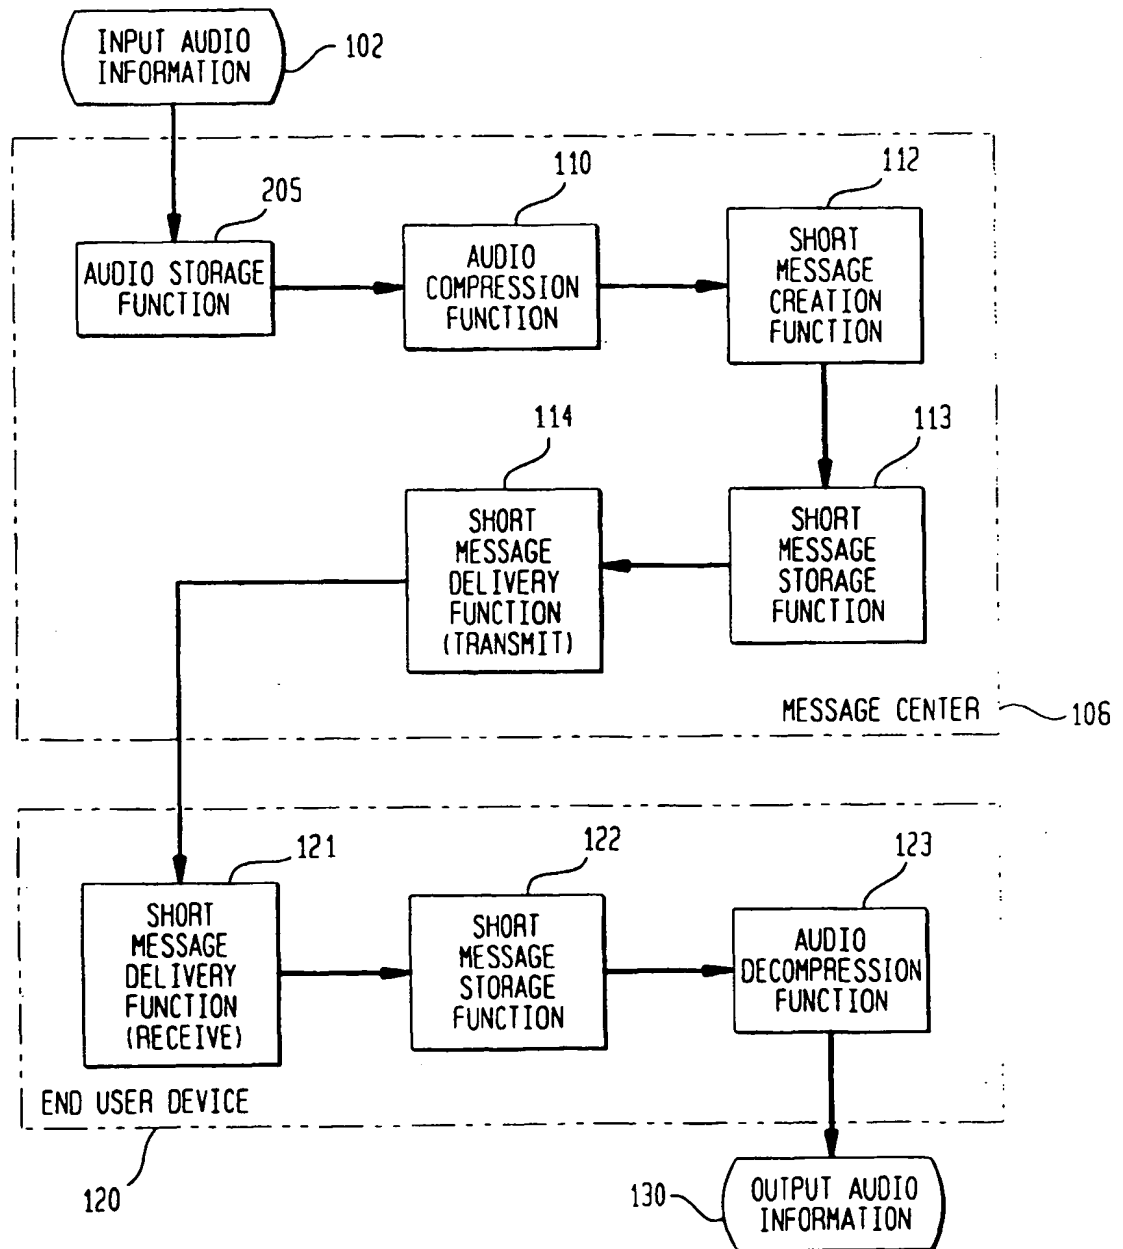 INPUT AUDIO
INFORMATION
102
205
110
112
AUDIO STORAGE
FUNCTION
AUDIO
COMPRESSION
FUNCTION
SHORT
MESSAGE
CREATION
FUNCTION
114
113
SHORT
MESSAGE
DELIVERY
FUNCTION
(TRANSMIT)
SHORT
MESSAGE
STORAGE
FUNCTION
MESSAGE CENTER
106
121
122
123
SHORT
MESSAGE
DELIVERY
FUNCTION
(RECEIVE)
SHORT
MESSAGE
STORAGE
FUNCTION
AUDIO
DECOMPRESSION
FUNCTION
END USER DEVICE
120
130
OUTPUT AUDIO
INFORMATION